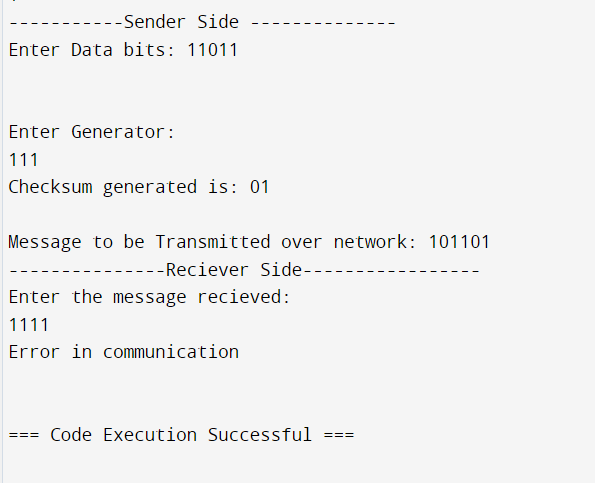 -----------Sender Side --------------
Enter Data bits: 11011
Enter Generator:
111
Checksum generated is: 01
Message to be Transmitted over network: 101101
---------------Reciever Side-----------------
Enter the message recieved:
1111
Error in communication
=== Code Execution Successful ===